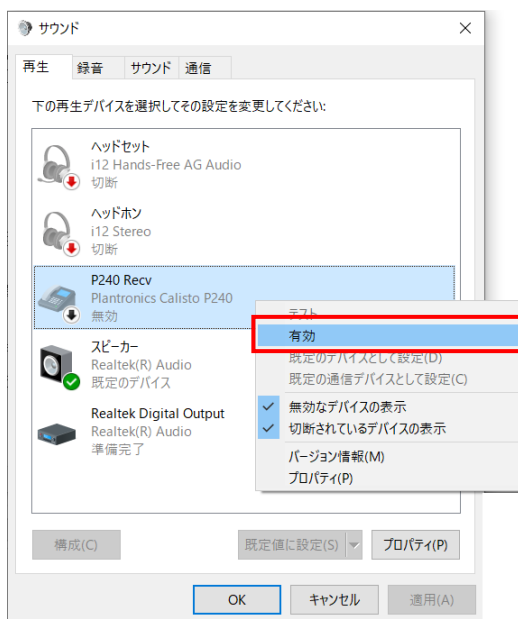 サウンド
再生 録音 サウンド 通信
下の再生デバイスを選択してその設定を変更してください:
ヘッドセット
i12 Hands-Free AG Audio
切断
ヘッドホン
i12 Stereo
切断
P240 Recv
Plantronics Calisto P240
無効
スピーカー
Realtek(R) Audio
既定のデバイス
Realtek Digital Output
Realtek(R) Audio
準備完了
テスト
有効
既定のデバイスとして設定(D)
既定の通信デバイスとして設定(C)
無効なデバイスの表示
切断されているデバイスの表示
バージョン情報(M)
プロパティ(P)
構成(C) 既定値に設定(S) プロパティ(P)
OK キャンセル 適用(A)